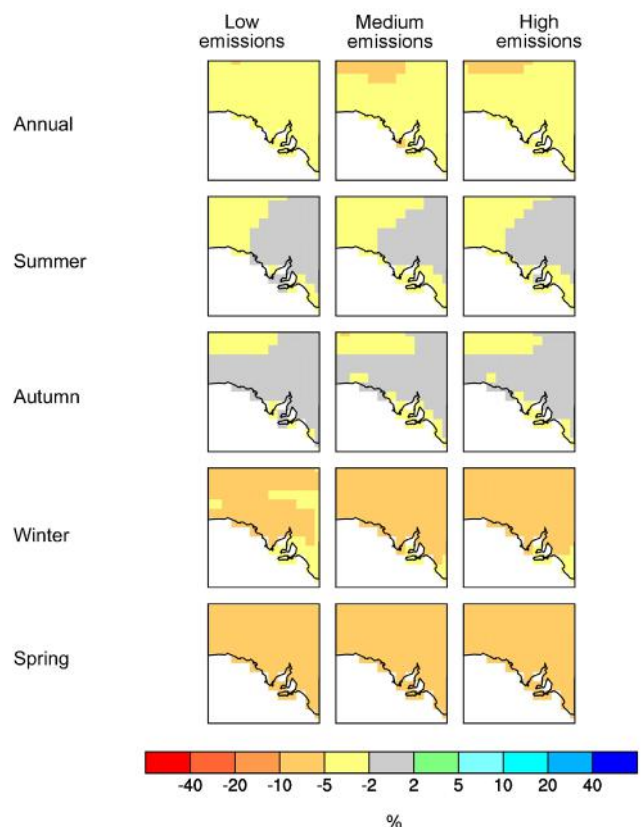 Low emissions
Medium emissions
High emissions
Annual
Summer
Autumn
Winter
Spring
-40 -20 -10 -5 -2 2 5 10 20 40
%